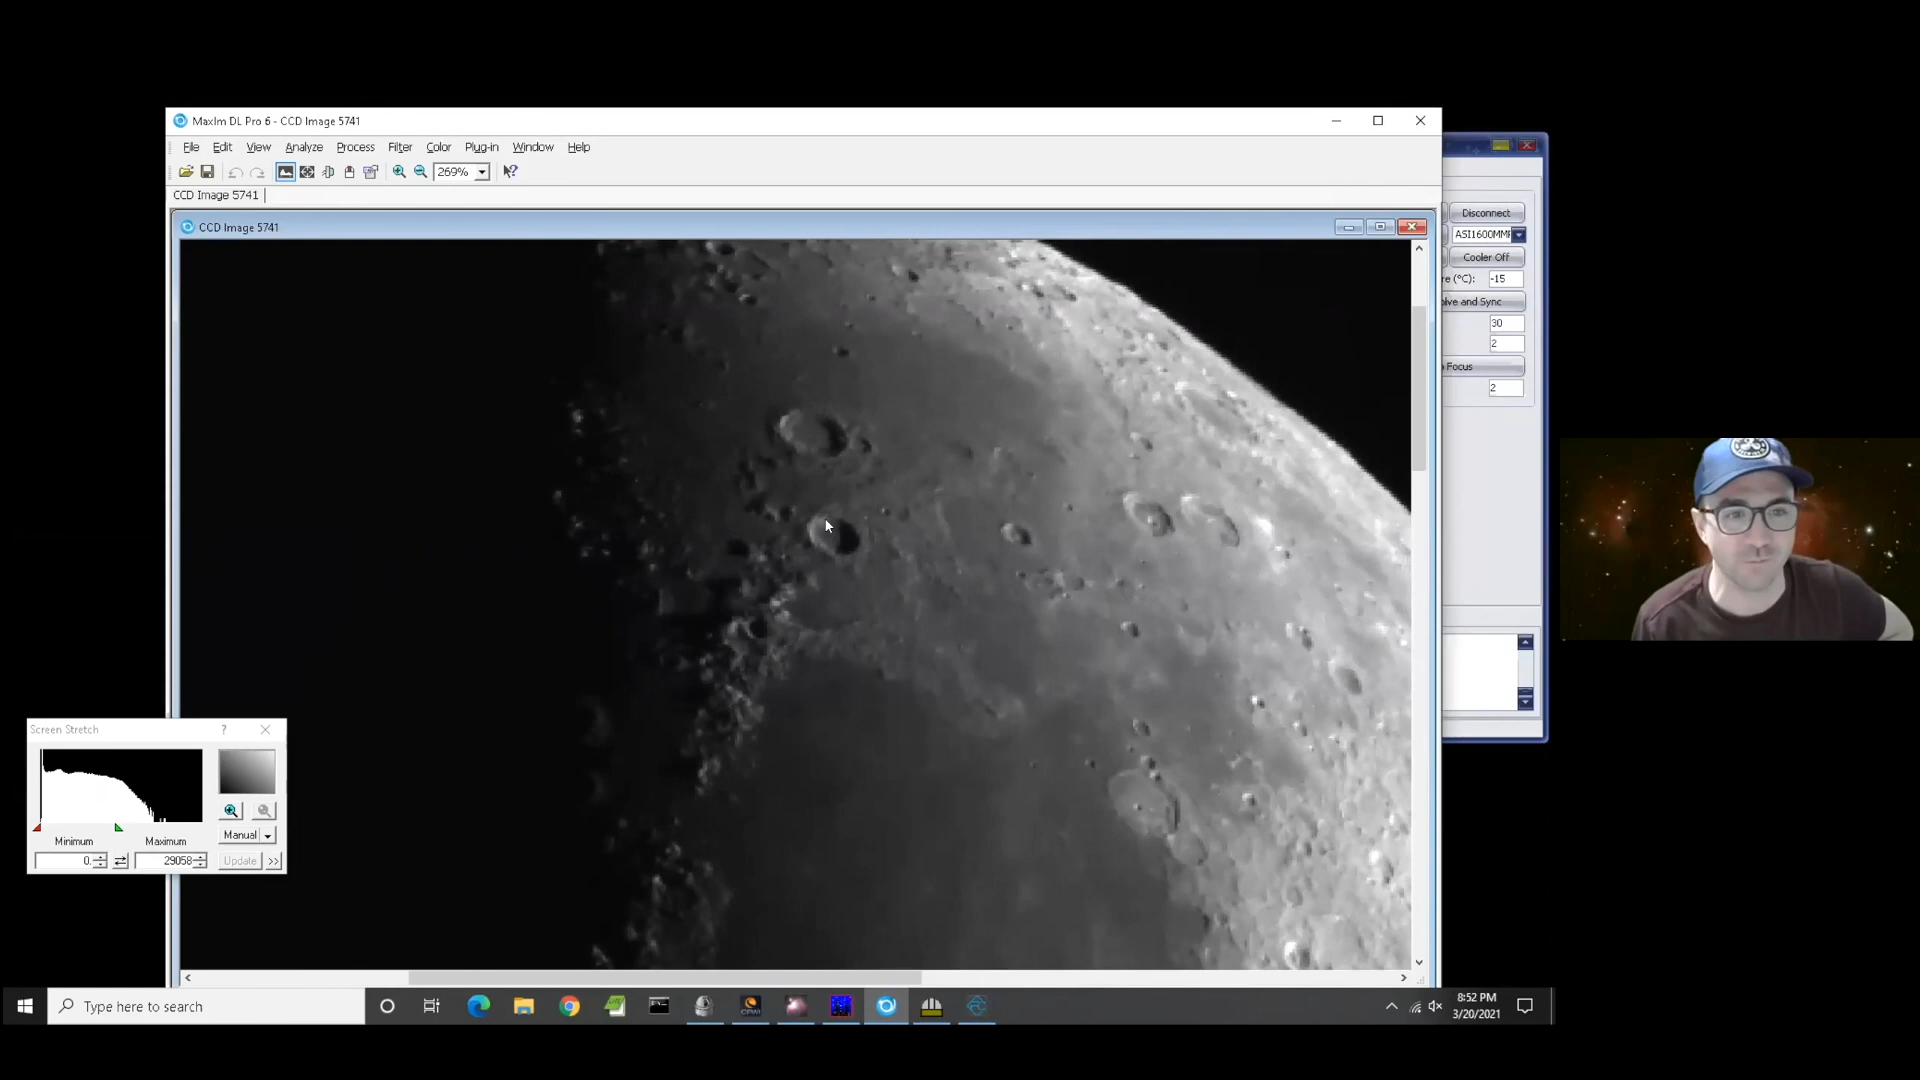 MaxIm DL Pro 6 - CCD Image 5741
File Edit View Analyze Process Filter Color Plug-in Window Help
269%
CCD Image 5741
CCD Image 5741
Disconnect
ASI1600MM
Cooler Off
re (°C): -15
olve and Sync
30
2
Focus
2
Screen Stretch ?
Minimum Maximum
0. 29058
Manual
Update >>
Type here to search
8:52 PM
3/20/2021